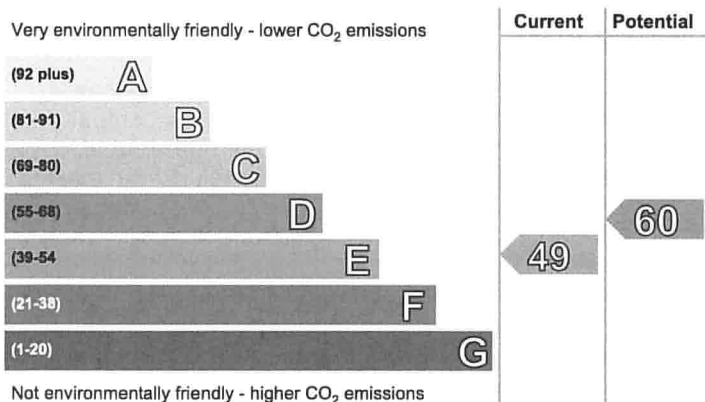 Current Potential
Very environmentally friendly - lower CO₂ emissions
(92 plus) A
(81-91) B
(69-80) C
(55-68) D
60
(39-54 E
49
(21-38) F
(1-20) G
Not environmentally friendly - higher CO₂ emissions